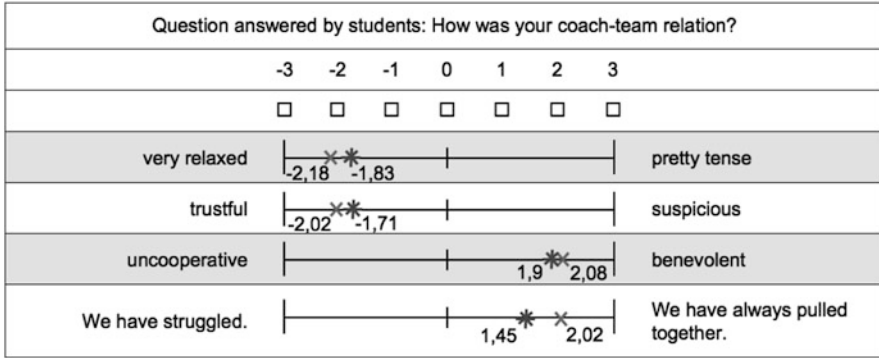 Question answered by students: How was your coach-team relation?
-3 -2 -1 0 1 2 3
very relaxed -2,18 -1,83 pretty tense
trustful -2,02 -1,71 suspicious
uncooperative 1,9 2,08 benevolent
We have struggled. 1,45 2,02 We have always pulled
together.